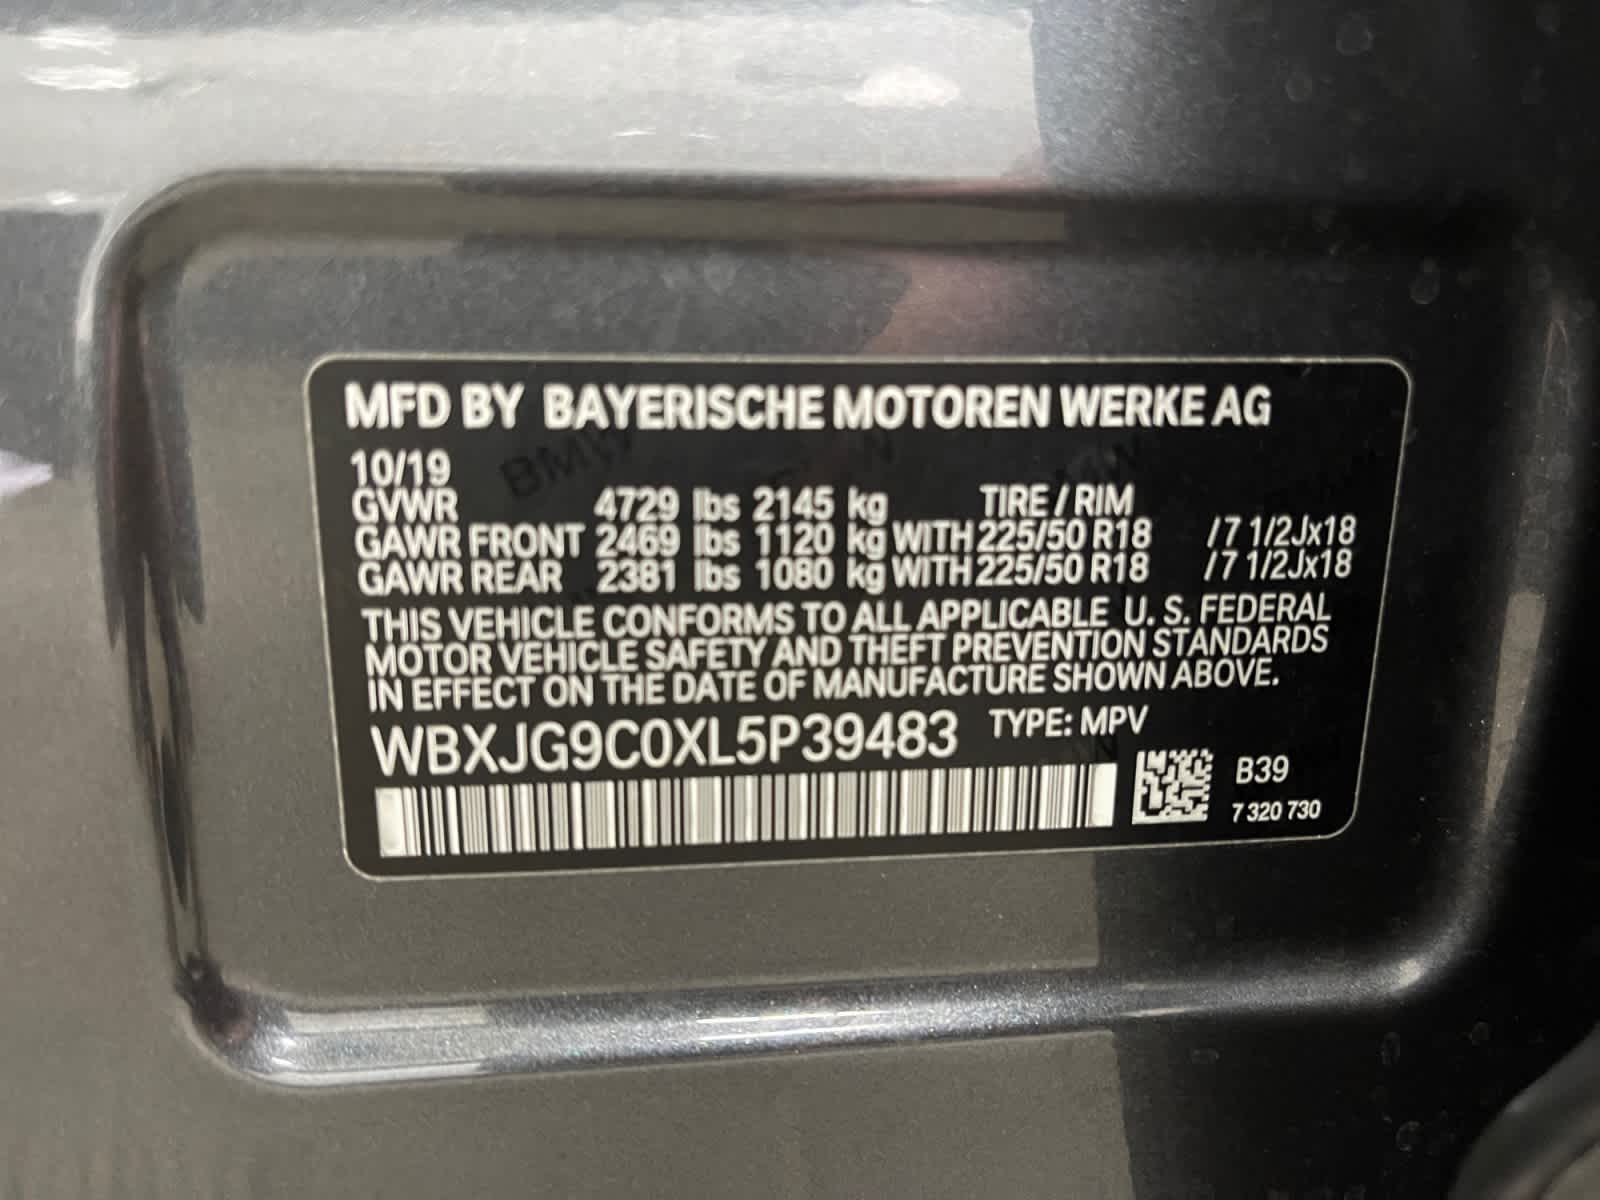 MFD BY BAYERISCHE MOTOREN WERKE AG
10/19
GVWR 4729 lbs 2145 kg TIRE / RIM
GAWR FRONT 2469 lbs 1120 kg WITH 225/50 R18 /7 1/2Jx18
GAWR REAR 2381 lbs 1080 kg WITH 225/50 R18 /7 1/2Jx18
THIS VEHICLE CONFORMS TO ALL APPLICABLE U. S. FEDERAL
MOTOR VEHICLE SAFETY AND THEFT PREVENTION STANDARDS
IN EFFECT ON THE DATE OF MANUFACTURE SHOWN ABOVE.
WBXJG9C0XL5P39483 TYPE: MPV
B39
7 320 730
BMW